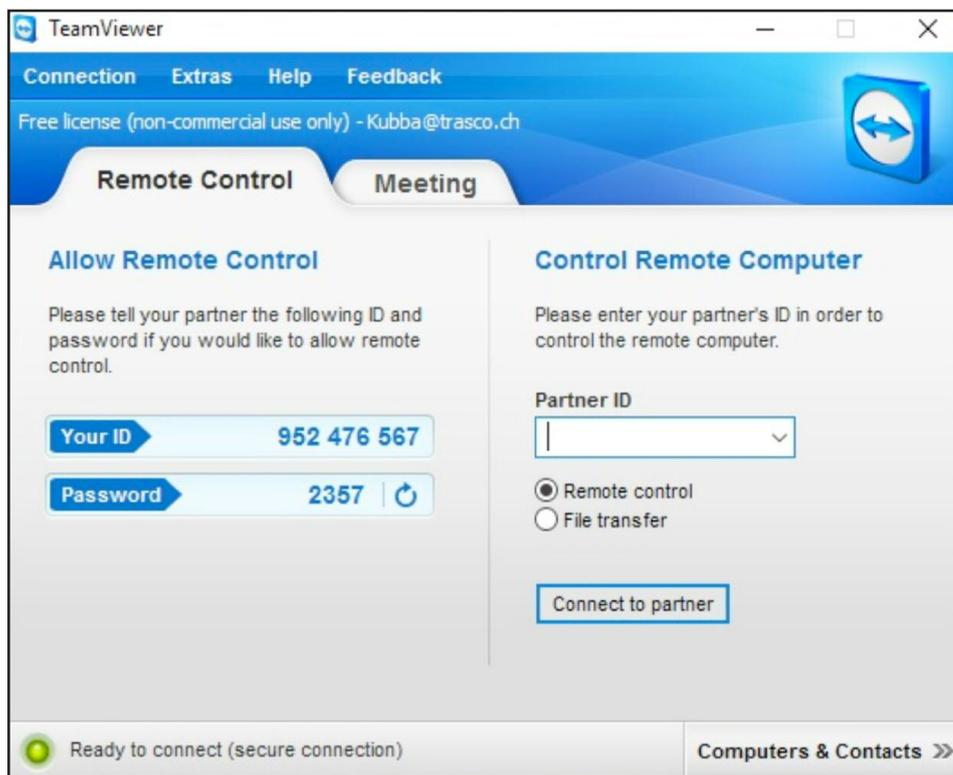 TeamViewer
Connection Extras Help Feedback
Free license (non-commercial use only) - Kubba@trasco.ch
Remote Control Meeting
Allow Remote Control
Please tell your partner the following ID and
password if you would like to allow remote
control.
Your ID 952 476 567
Password 2357
Control Remote Computer
Please enter your partner's ID in order to
control the remote computer.
Partner ID
Remote control
File transfer
Connect to partner
Ready to connect (secure connection)
Computers & Contacts